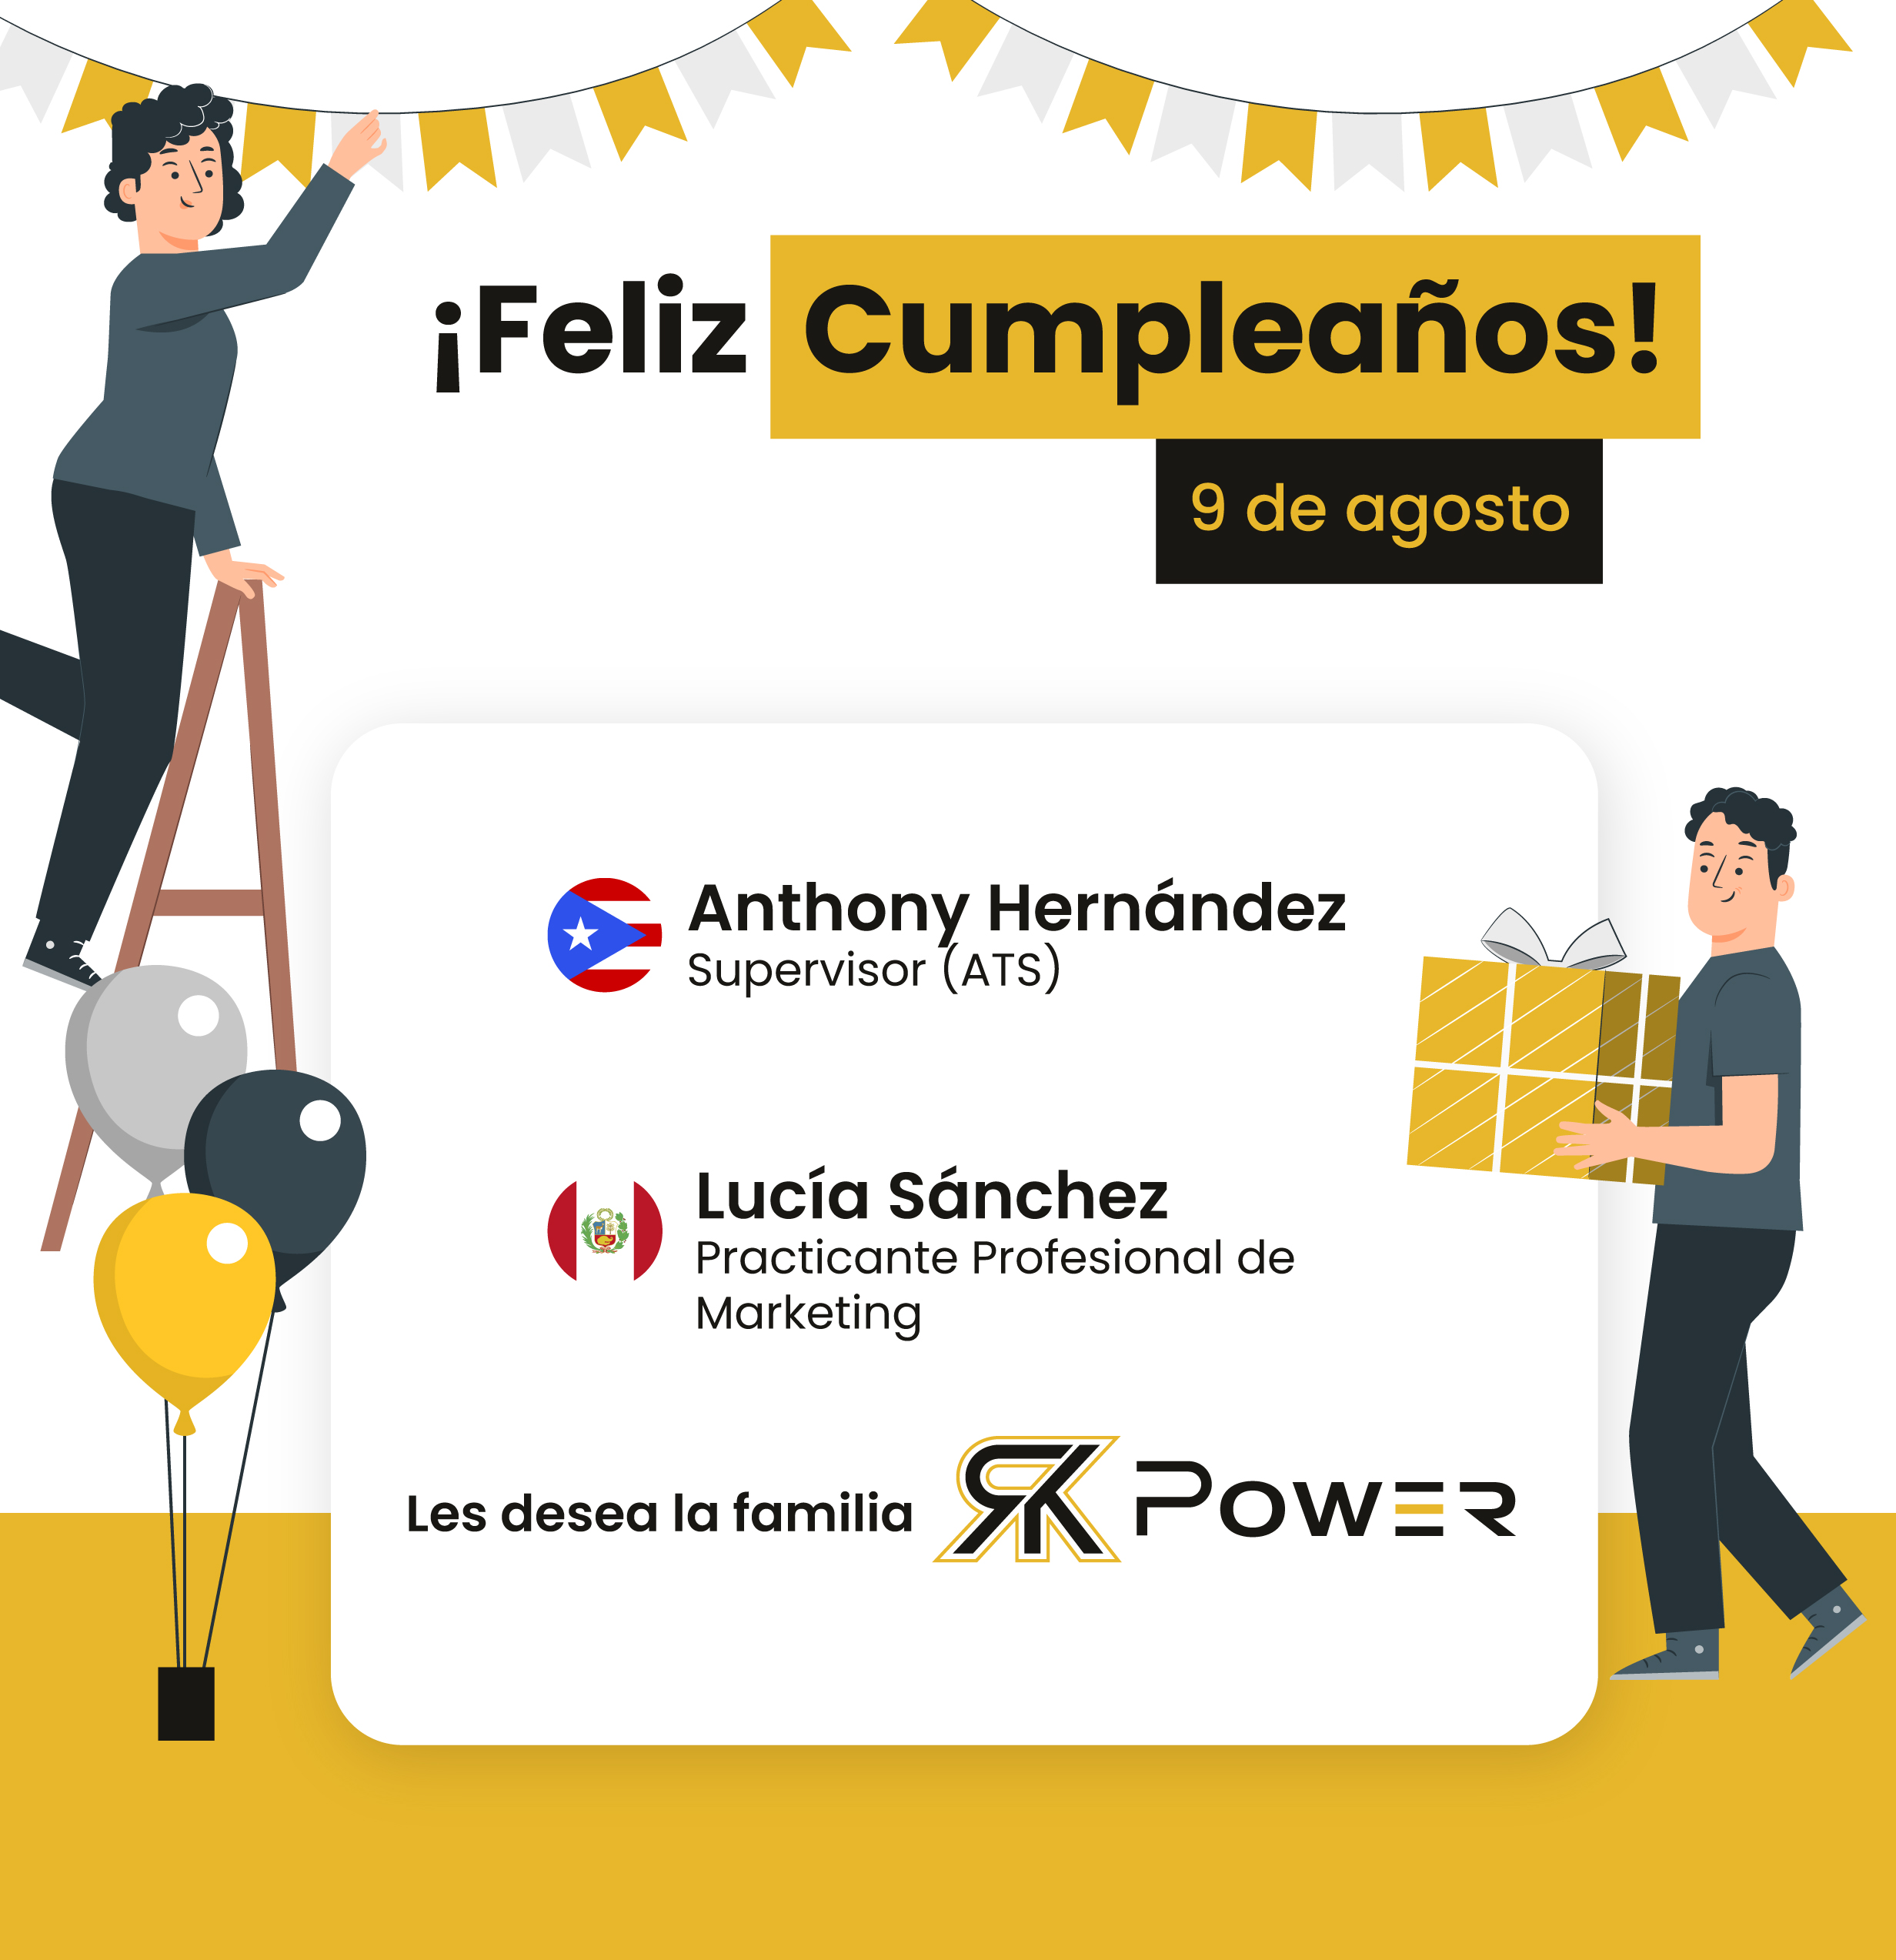 ¡Feliz Cumpleaños!
9 de agosto
Anthony Hernández
Supervisor (ATS)
Lucía Sánchez
Practicante Profesional de
Marketing
Les desea la familia RK PoWER